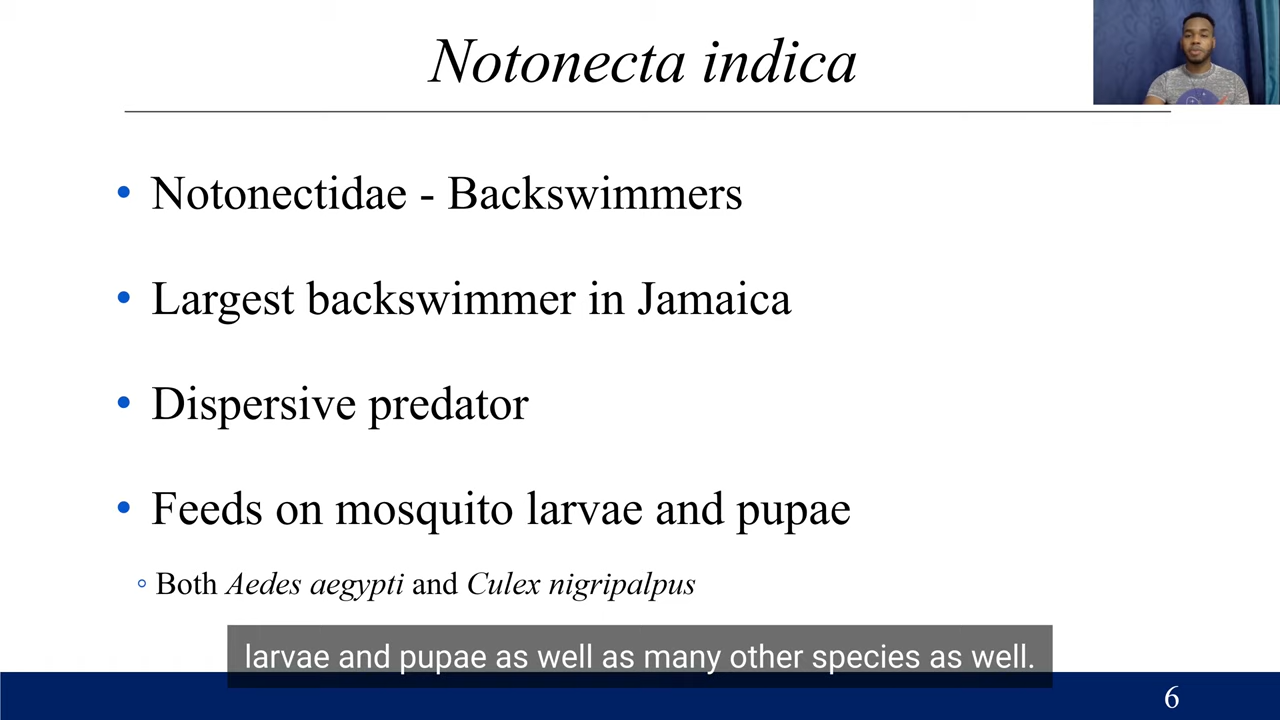 Notonecta indica
• Notonectidae - Backswimmers
• Largest backswimmer in Jamaica
• Dispersive predator
• Feeds on mosquito larvae and pupae
◦ Both Aedes aegypti and Culex nigripalpus
larvae and pupae as well as many other species as well.
6